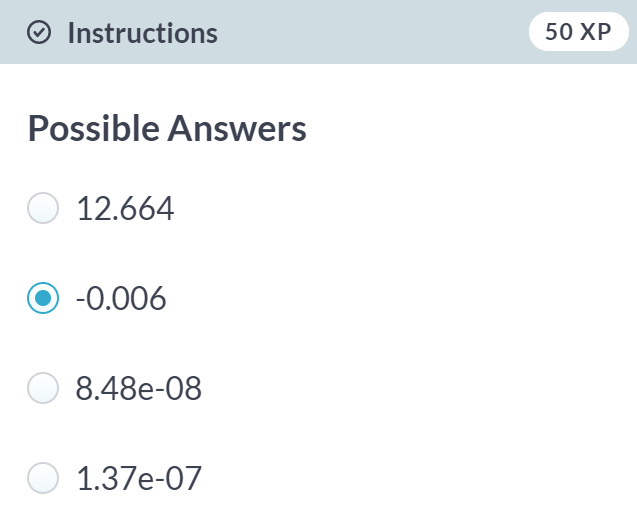 Instructions
50 XP
Possible Answers
12.664
-0.006
8.48e-08
1.37e-07